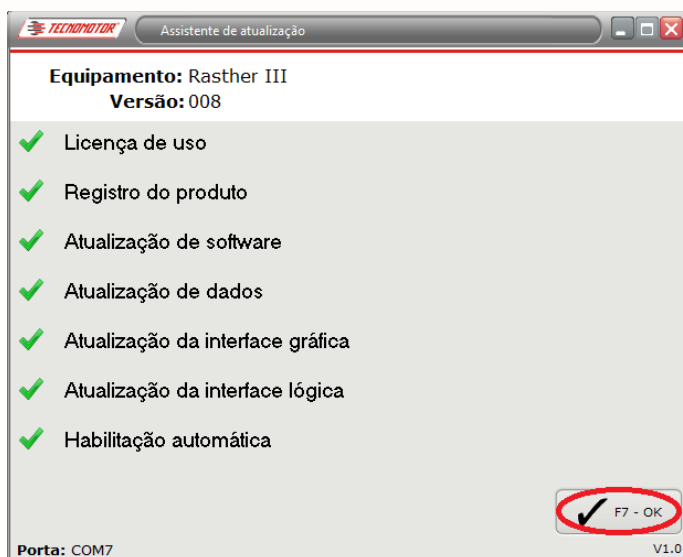 TECNOMOTOR
Assistente de atualização
Equipamento: Rasther III
Versão: 008
Licença de uso
Registro do produto
Atualização de software
Atualização de dados
Atualização da interface gráfica
Atualização da interface lógica
Habilitação automática
F7 - OK
Porta: COM7
V1.0